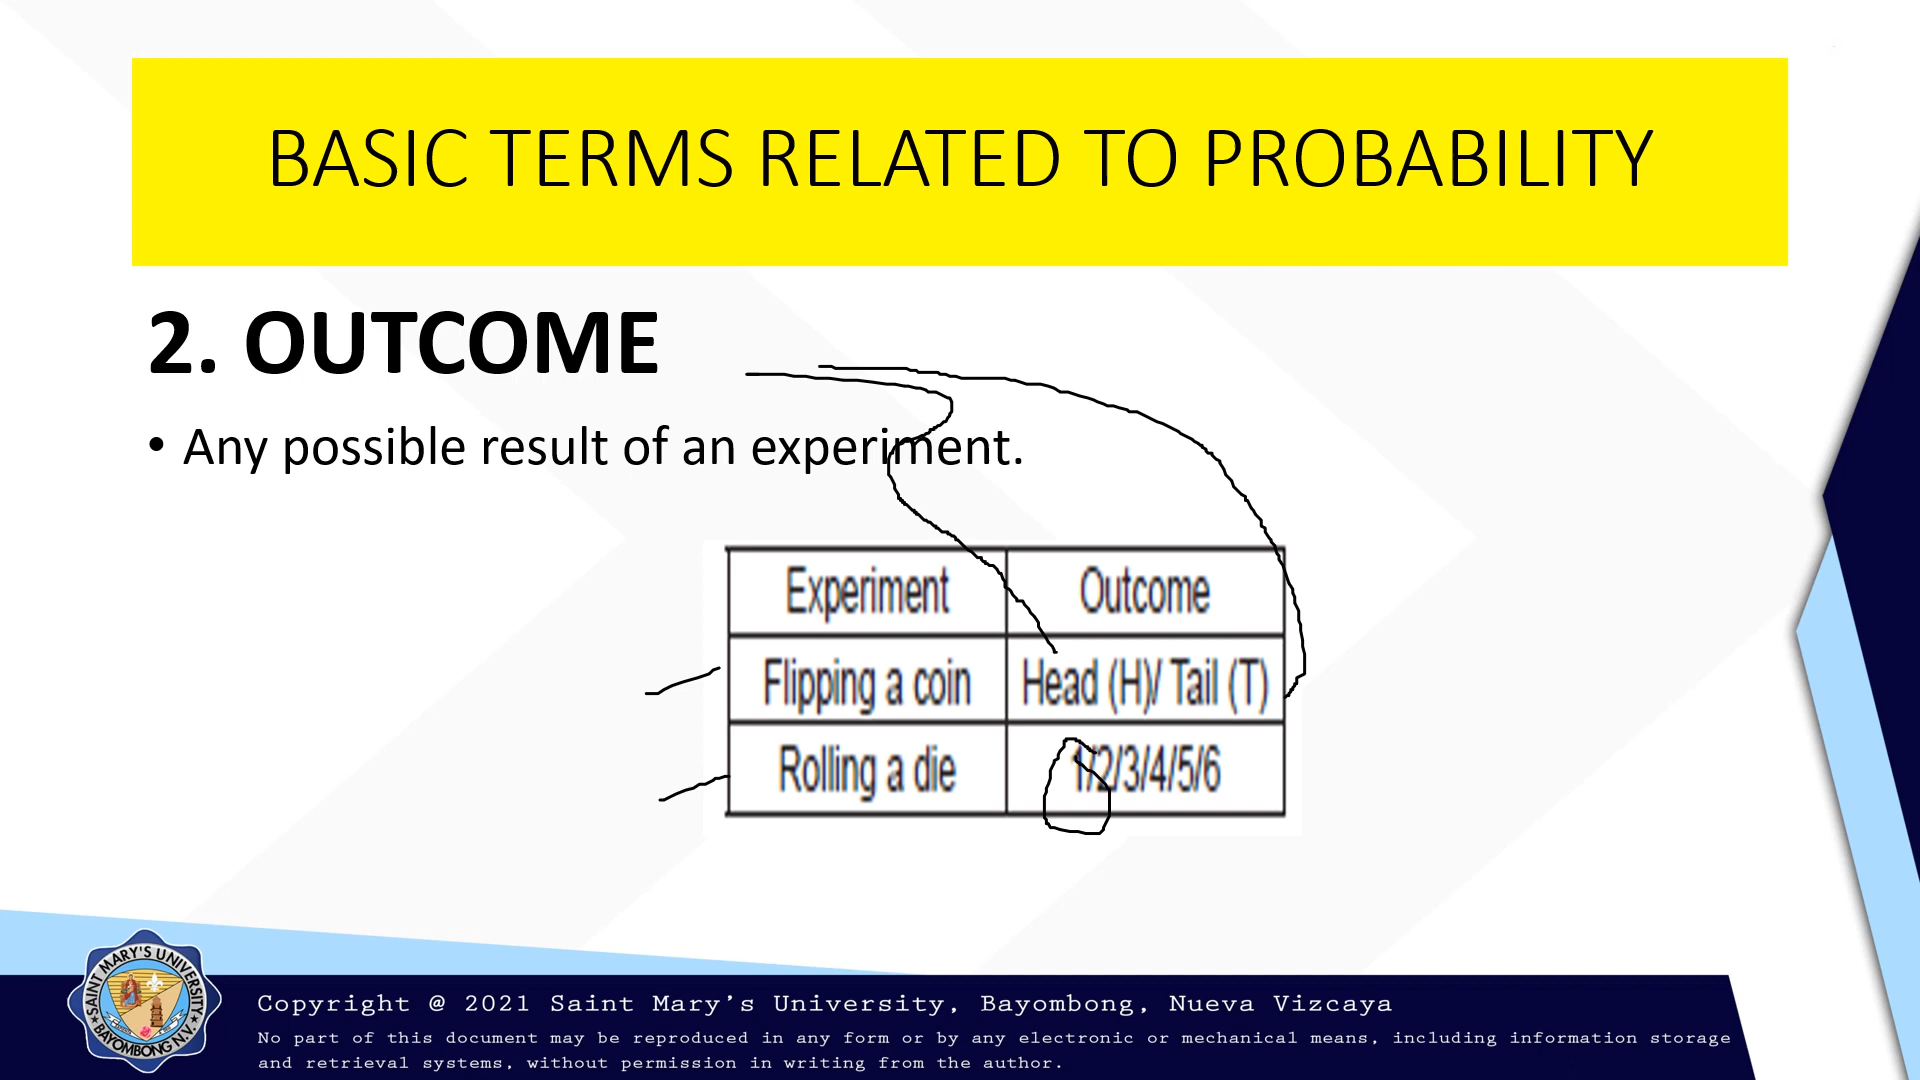 BASIC TERMS RELATED TO PROBABILITY
2. OUTCOME
• Any possible result of an experiment.
Experiment Outcome
Flipping a coin Head (H)/ Tail (T)
Rolling a die 1/2/3/4/5/6
SAINT MARY'S UNIVERSITY
BAYOMBONG N.V.
Copyright @ 2021 Saint Mary’s University, Bayombong, Nueva Vizcaya
No part of this document may be reproduced in any form or by any electronic or mechanical means, including information storage
and retrieval systems, without permission in writing from the author.